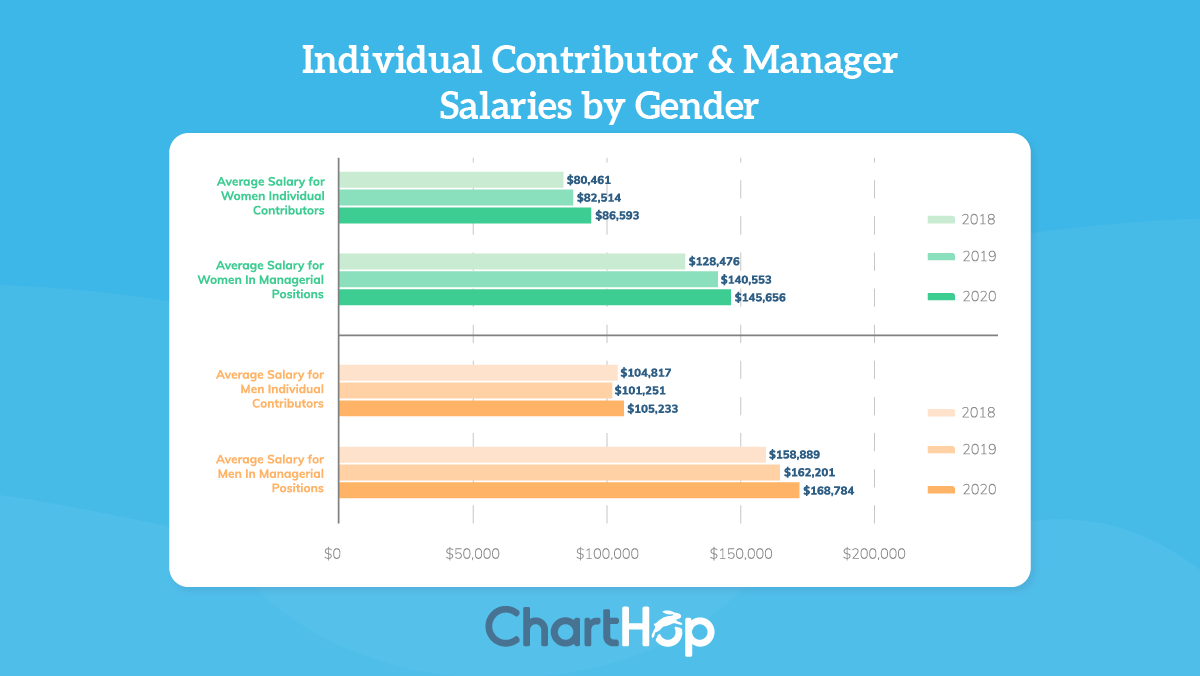 Individual Contributor & Manager
Salaries by Gender
Average Salary for
Women Individual
Contributors
$80,461
$82,514
$86,593
2018
2019
2020
Average Salary for
Women In Managerial
Positions
$128,476
$140,553
$145,656
Average Salary for
Men Individual
Contributors
$104,817
$101,251
$105,233
2018
2019
2020
Average Salary for
Men In Managerial
Positions
$158,889
$162,201
$168,784
$0
$50,000
$100,000
$150,000
$200,000
ChartHop